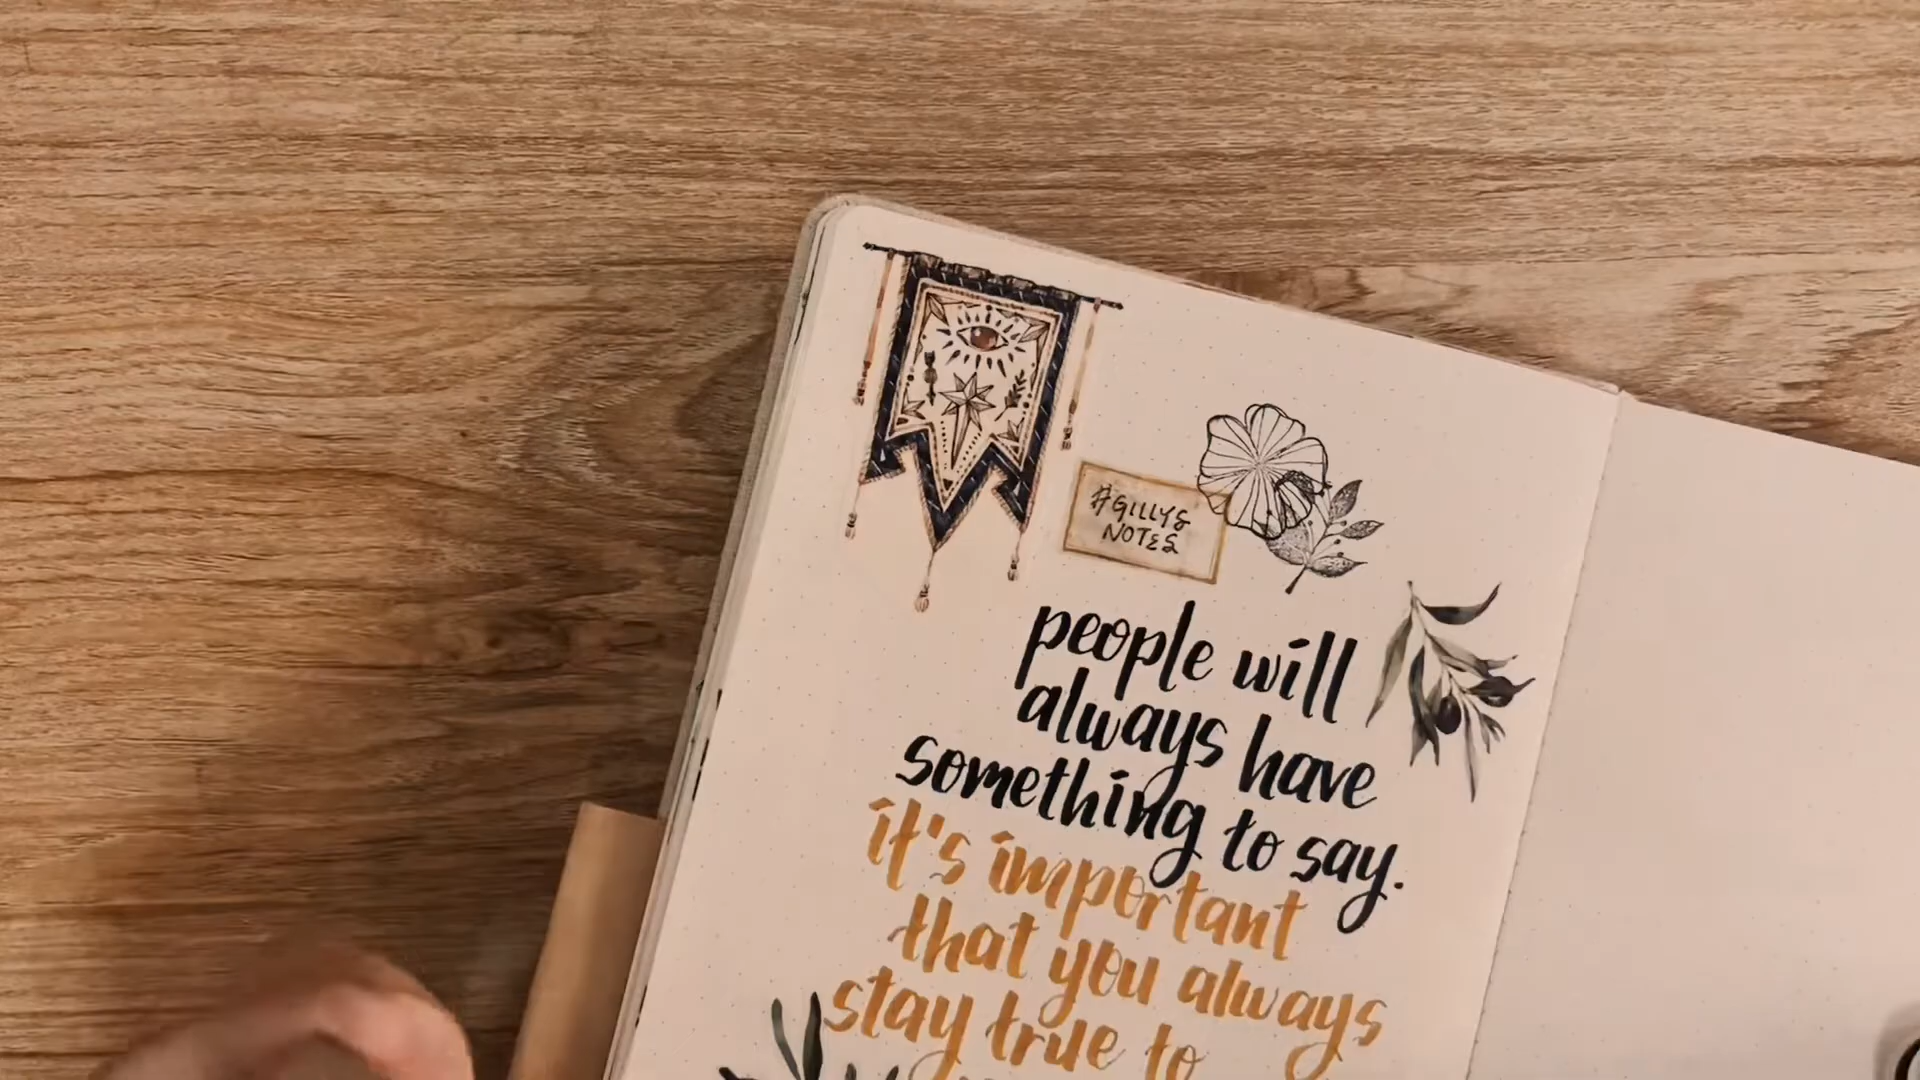 #GILLYS
NOTES
people will
always have
something to say.
it's important
that you always
stay true to